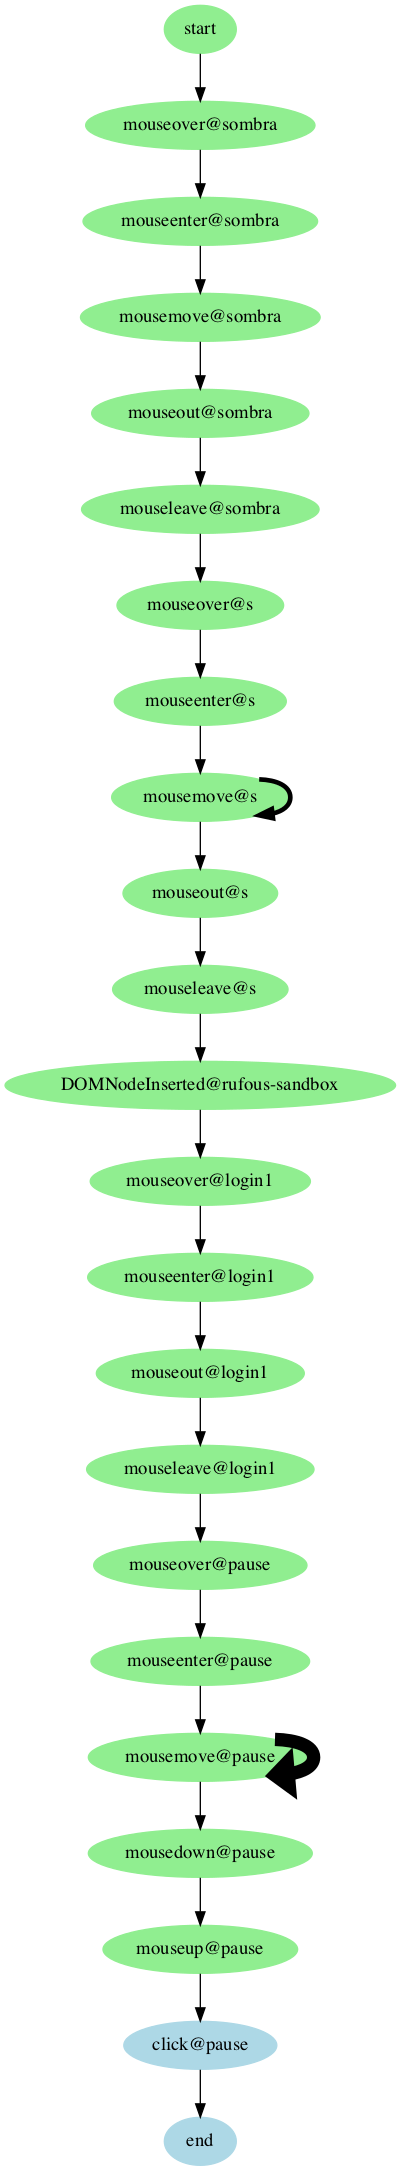 start
mouseover@sombra
mouseenter@sombra
mousemove@sombra
mouseout@sombra
mouseleave@sombra
mouseover@s
mouseenter@s
mousemove@s
mouseout@s
mouseleave@s
DOMNodeInserted@rufous-sandbox
mouseover@login1
mouseenter@login1
mouseout@login1
mouseleave@login1
mouseover@pause
mouseenter@pause
mousemove@pause
mousedown@pause
mouseup@pause
click@pause
end